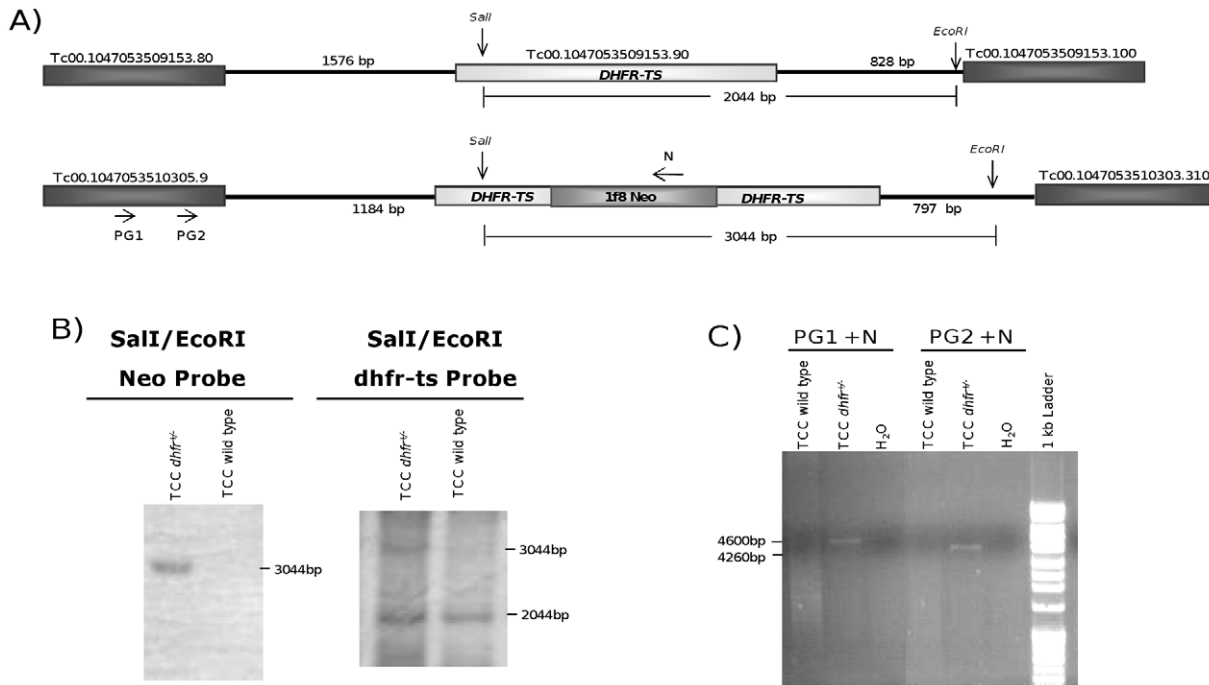 A)
SalI
EcoRI
Tc00.1047053509153.80
1576 bp
Tc00.1047053509153.90
828 bp
Tc00.1047053509153.100
DHFR-TS
2044 bp
SalI
N
EcoRI
Tc00.1047053510305.9
Tc00.1047053510303.310
DHFR-TS
1f8 Neo
DHFR-TS
1184 bp
797 bp
PG1
PG2
3044 bp
B)
SalI/EcoRI
Neo Probe
SalI/EcoRI
dhfr-ts Probe
TCC dhfr+/-
TCC wild type
TCC dhfr+/-
TCC wild type
3044bp
3044bp
2044bp
C)
PG1 +N
PG2 +N
TCC wild type
TCC dhfr+/-
H2O
TCC wild type
TCC dhfr+/-
H2O
1 kb Ladder
4600bp
4260bp